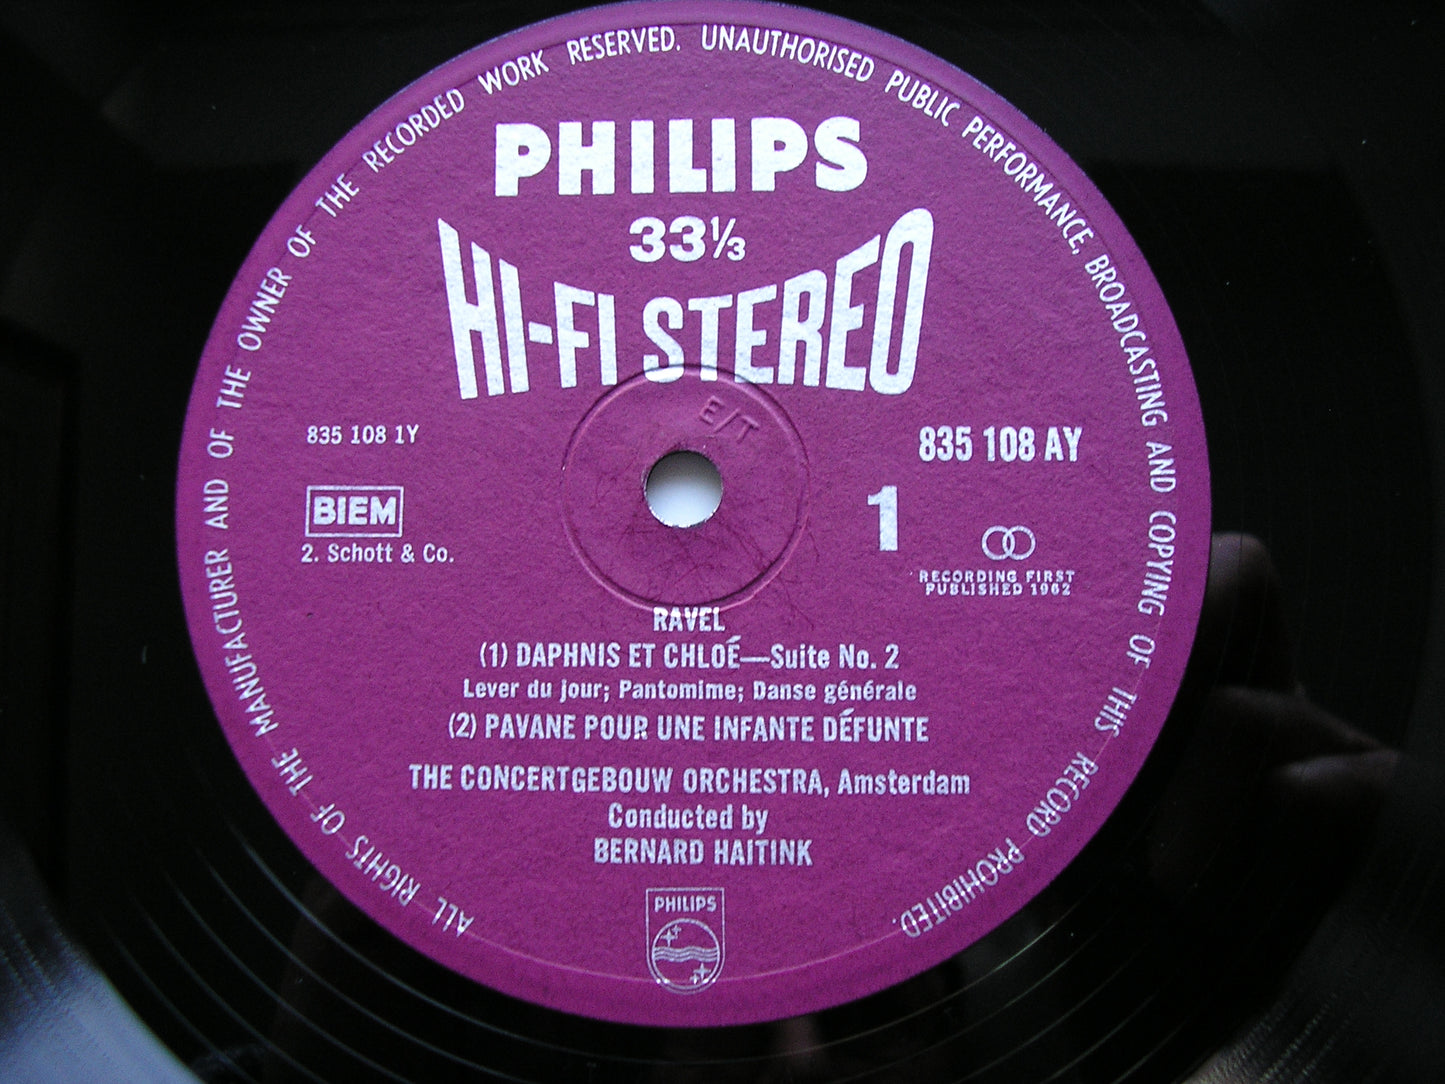 ALL RIGHTS OF THE MANUFACTURER AND OF THE OWNER OF THE RECORDED WORK RESERVED. UNAUTHORISED PUBLIC PERFORMANCE, BROADCASTING AND COPYING OF THIS RECORD PROHIBITED.
PHILIPS
33⅓
HI-FI STEREO
E/T
835 108 1Y
835 108 AY
BIEM
1
2. Schott & Co.
RECORDING FIRST
PUBLISHED 1962
RAVEL
(1) DAPHNIS ET CHLOÉ—Suite No. 2
Lever du jour; Pantomime; Danse générale
(2) PAVANE POUR UNE INFANTE DÉFUNTE
THE CONCERTGEBOUW ORCHESTRA, Amsterdam
Conducted by
BERNARD HAITINK
PHILIPS